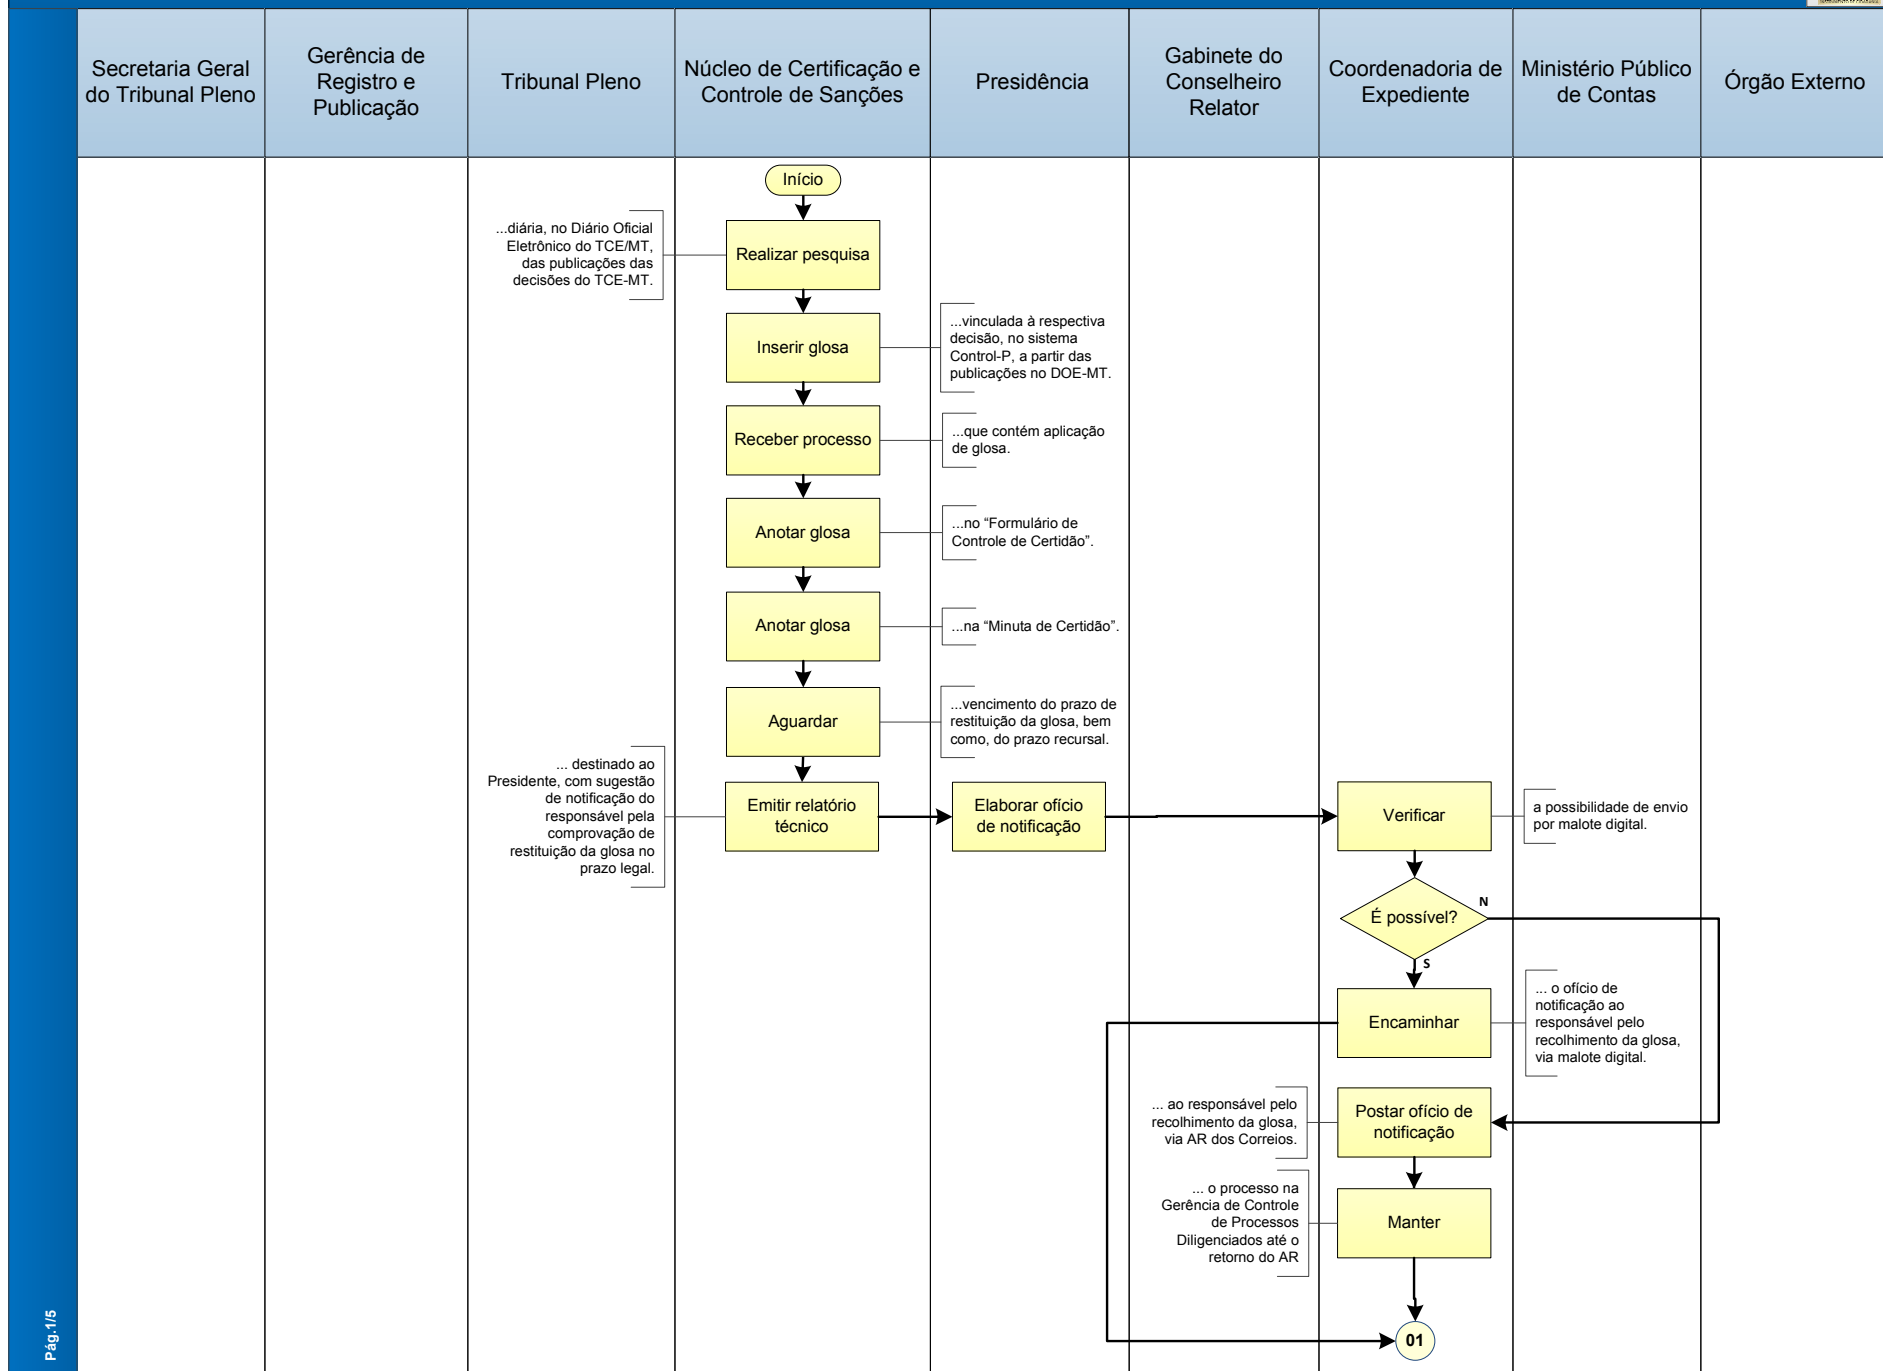 Secretaria Geral
do Tribunal Pleno
Gerência de
Registro e
Publicação
Tribunal Pleno
Núcleo de Certificação e
Controle de Sanções
Presidência
Gabinete do
Conselheiro
Relator
Coordenadoria de
Expediente
Ministério Público
de Contas
Órgão Externo
Início
...diária, no Diário Oficial
Eletrônico do TCE/MT,
das publicações das
decisões do TCE-MT.
Realizar pesquisa
Inserir glosa
...vinculada à respectiva
decisão, no sistema
Control-P, a partir das
publicações no DOE-MT.
Receber processo
...que contém aplicação
de glosa.
Anotar glosa
...no “Formulário de
Controle de Certidão”.
Anotar glosa
...na “Minuta de Certidão”.
Aguardar
...vencimento do prazo de
restituição da glosa, bem
como, do prazo recursal.
... destinado ao
Presidente, com sugestão
de notificação do
responsável pela
comprovação de
restituição da glosa no
prazo legal.
Emitir relatório
técnico
Elaborar ofício
de notificação
Verificar
a possibilidade de envio
por malote digital.
É possível?
N
S
Encaminhar
... o ofício de
notificação ao
responsável pelo
recolhimento da glosa,
via malote digital.
... ao responsável pelo
recolhimento da glosa,
via AR dos Correios.
Postar ofício de
notificação
... o processo na
Gerência de Controle
de Processos
Diligenciados até o
retorno do AR
Manter
01
Pág.1/5